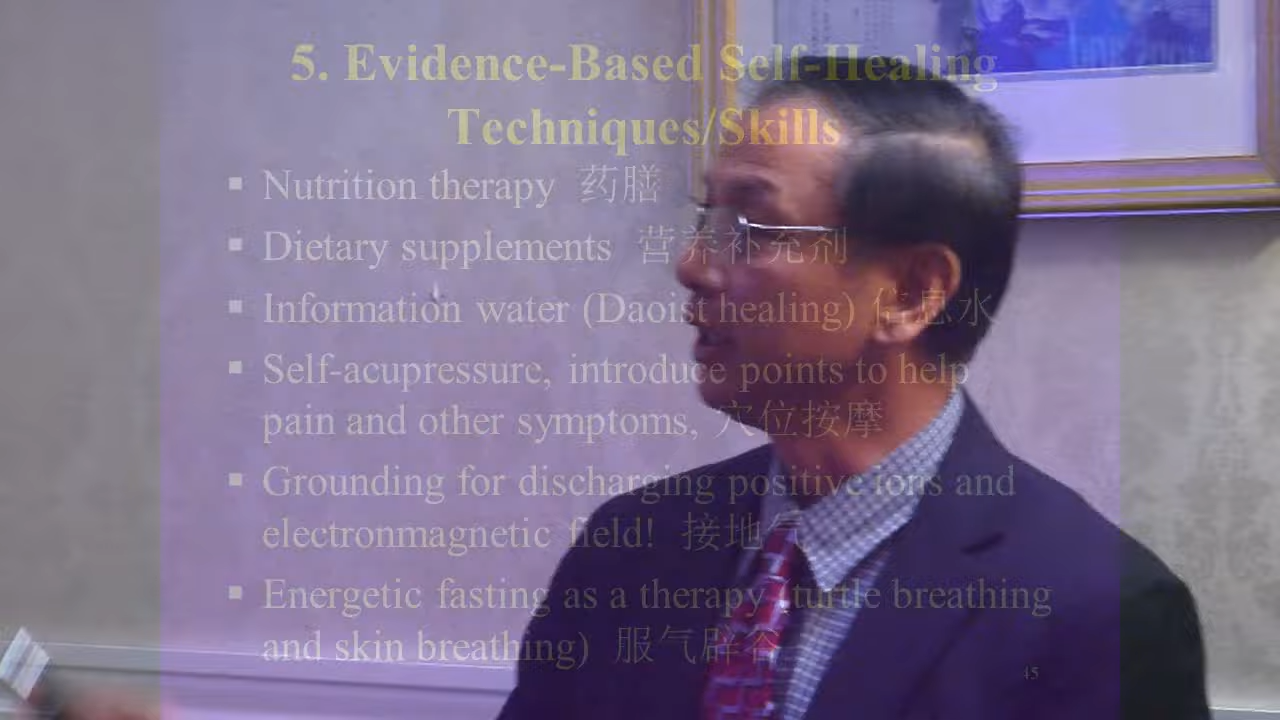 5. Evidence-Based Self-Healing
Techniques/Skills
▪ Nutrition therapy 药膳
▪ Dietary supplements 营养补充剂
▪ Information water (Daoist healing) 信息水
▪ Self-acupressure, introduce points to help
pain and other symptoms, 穴位按摩
▪ Grounding for discharging positive ions and
electronmagnetic field! 接地气
▪ Energetic fasting as a therapy (turtle breathing
and skin breathing) 服气辟谷
45